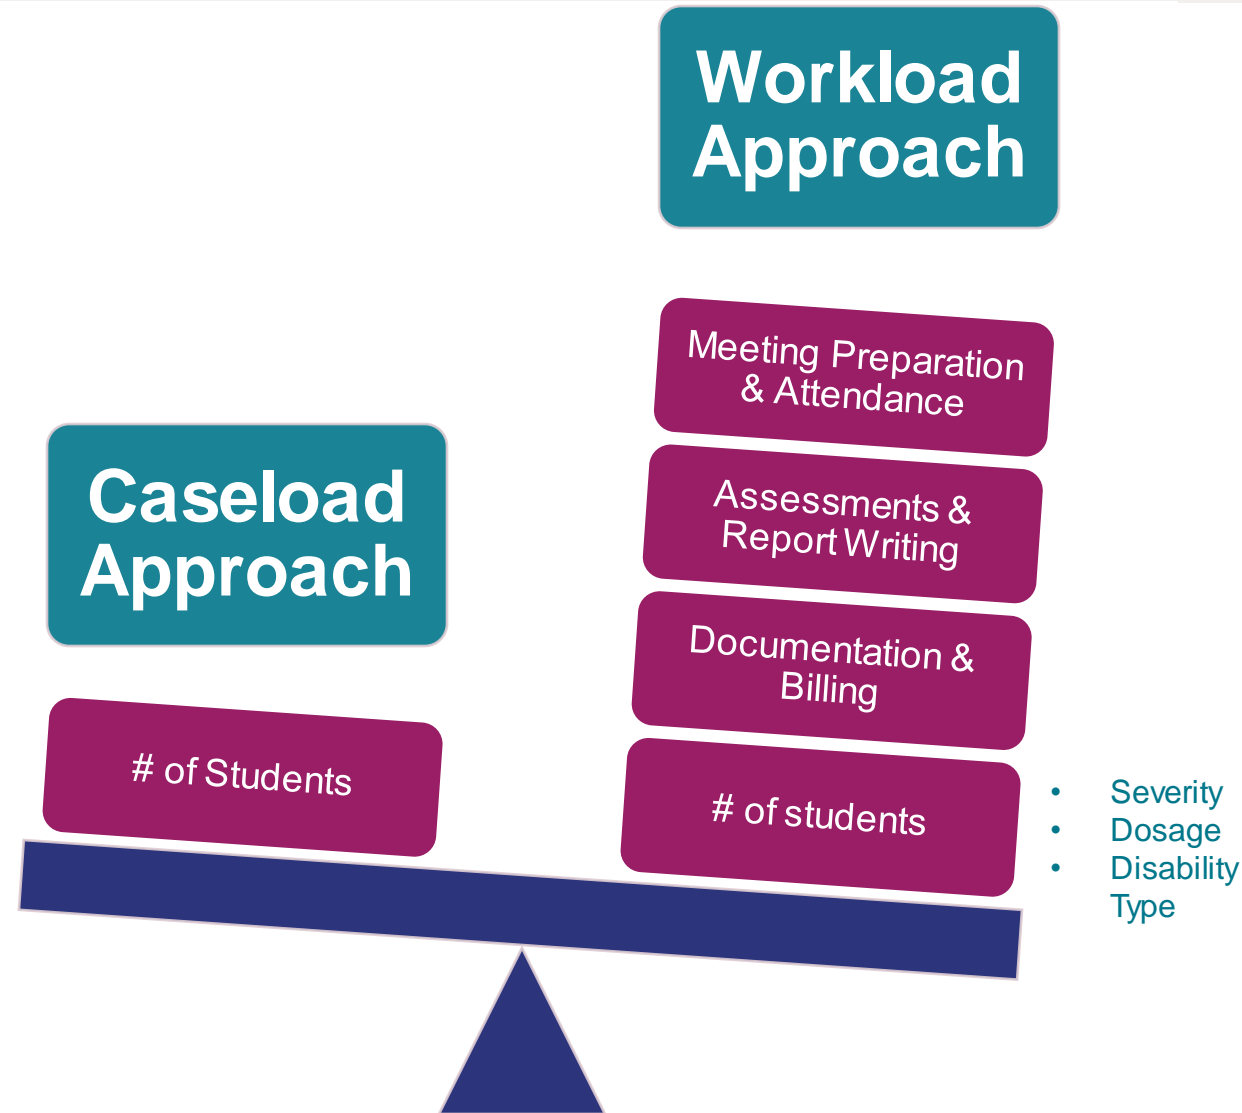 Workload
Approach
Meeting Preparation
& Attendance
Assessments &
Report Writing
Documentation &
Billing
# of students
• Severity
• Dosage
• Disability
Type
Caseload
Approach
# of Students